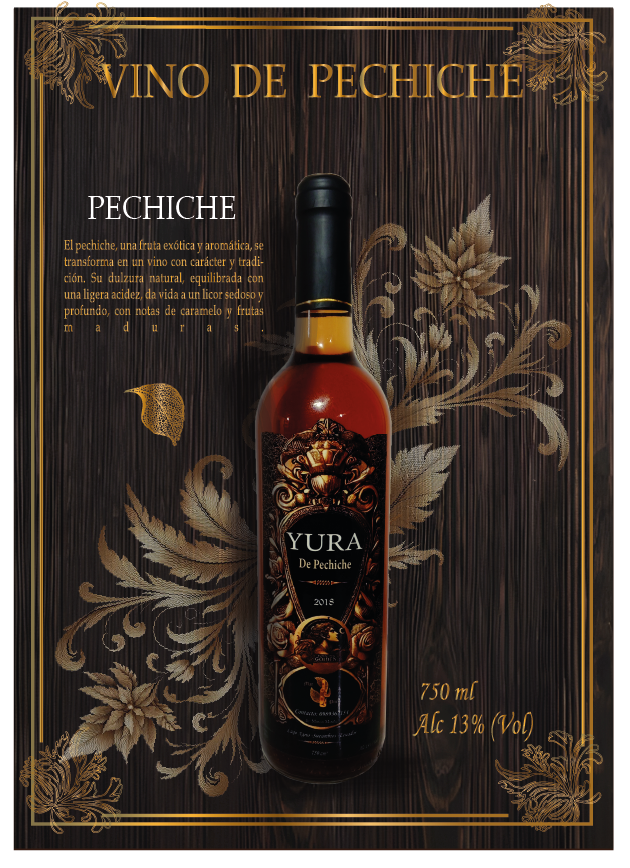 VINO DE PECHICHE
PECHICHE
El pechiche, una fruta exótica y aromática, se
transforma en un vino con carácter y tradi-
ción. Su dulzura natural, equilibrada con
una ligera acidez, da vida a un licor sedoso y
profundo, con notas de caramelo y frutas
maduras.
YURA
De Pechiche
2018
750 ml
Alc 13% (Vol)